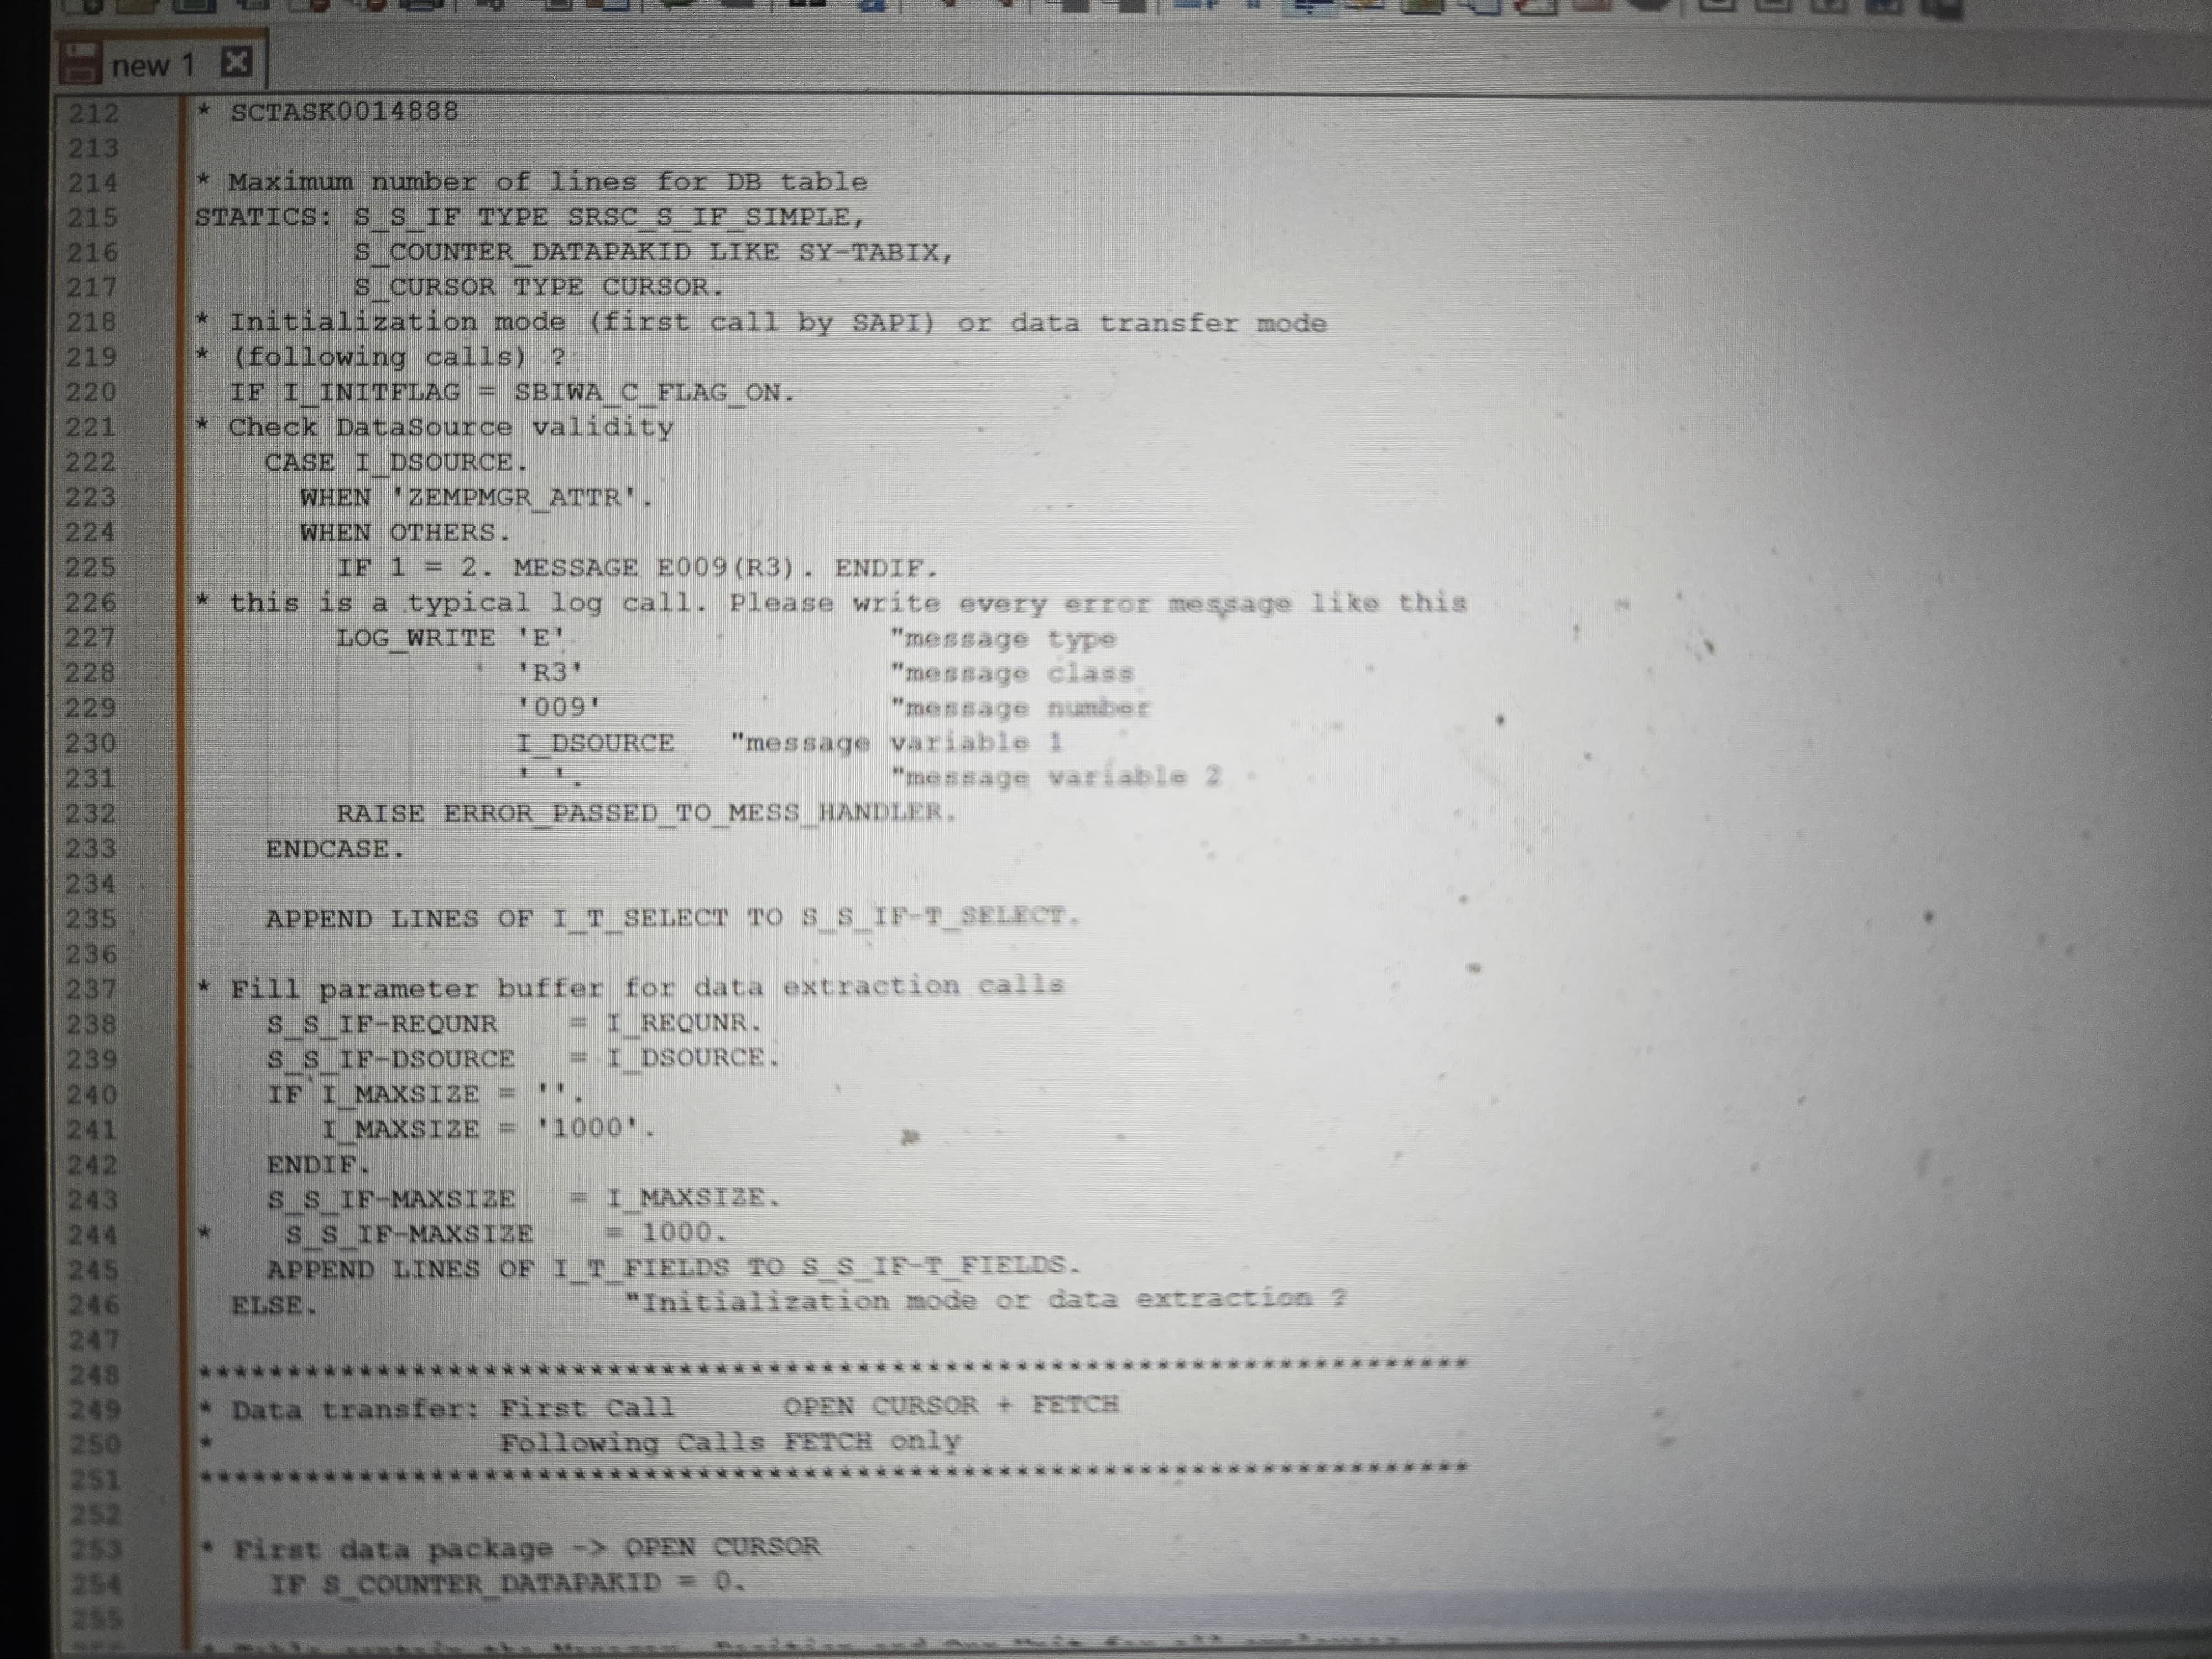 new 1
212 * SCTASK0014888
213
214 * Maximum number of lines for DB table
215 STATICS: S_S_IF TYPE SRSC_S_IF_SIMPLE,
216 S_COUNTER_DATAPAKID LIKE SY-TABIX,
217 S_CURSOR TYPE CURSOR.
218 * Initialization mode (first call by SAPI) or data transfer mode
219 * (following calls) ?
220 IF I_INITFLAG = SBIWA_C_FLAG_ON.
221 * Check DataSource validity
222 CASE I_DSOURCE.
223 WHEN 'ZEMPMGR_ATTR'.
224 WHEN OTHERS.
225 IF 1 = 2. MESSAGE E009(R3). ENDIF.
226 * this is a typical log call. Please write every error message like this
227 LOG_WRITE 'E' "message type
228 'R3' "message class
229 '009' "message number
230 I_DSOURCE "message variable 1
231 ' '. "message variable 2
232 RAISE ERROR_PASSED_TO_MESS_HANDLER.
233 ENDCASE.
234
235 APPEND LINES OF I_T_SELECT TO S_S_IF-T_SELECT.
236
237 * Fill parameter buffer for data extraction calls
238 S_S_IF-REQUNR = I_REQUNR.
239 S_S_IF-DSOURCE = I_DSOURCE.
240 IF I_MAXSIZE = ''.
241 I_MAXSIZE = '1000'.
242 ENDIF.
243 S_S_IF-MAXSIZE = I_MAXSIZE.
244 * S_S_IF-MAXSIZE = 1000.
245 APPEND LINES OF I_T_FIELDS TO S_S_IF-T_FIELDS.
246 ELSE. "Initialization mode or data extraction ?
247
248 ************************************************************************
249 * Data transfer: First Call OPEN CURSOR + FETCH
250 * Following Calls FETCH only
251 ************************************************************************
252
253 * First data package -> OPEN CURSOR
254 IF S_COUNTER_DATAPAKID = 0.
255